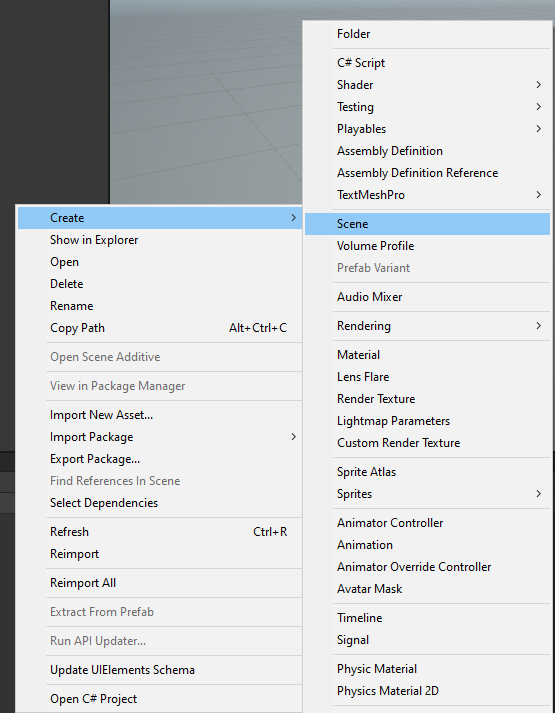 Create
Show in Explorer
Open
Delete
Rename
Copy Path Alt+Ctrl+C
Open Scene Additive
View in Package Manager
Import New Asset...
Import Package
Export Package...
Find References In Scene
Select Dependencies
Refresh Ctrl+R
Reimport
Reimport All
Extract From Prefab
Run API Updater...
Update UIElements Schema
Open C# Project
Folder
C# Script
Shader
Testing
Playables
Assembly Definition
Assembly Definition Reference
TextMeshPro
Scene
Volume Profile
Prefab Variant
Audio Mixer
Rendering
Material
Lens Flare
Render Texture
Lightmap Parameters
Custom Render Texture
Sprite Atlas
Sprites
Animator Controller
Animation
Animator Override Controller
Avatar Mask
Timeline
Signal
Physic Material
Physics Material 2D